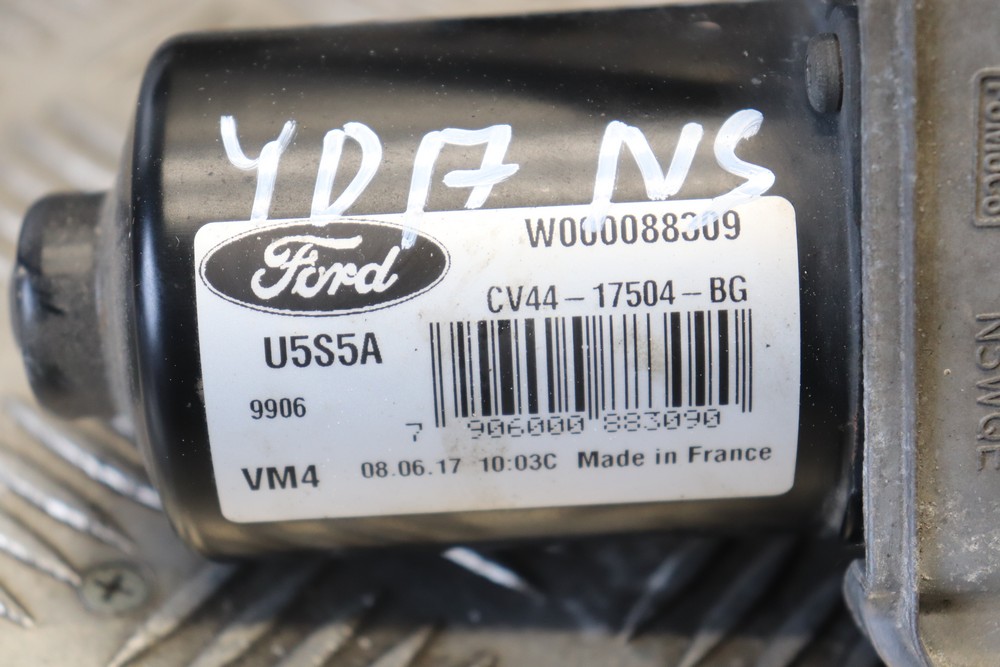 YD17 NS
Ford
W000088309
CV44-17504-BG
U5S5A
9906
7 906000 883090
VM4 08.06.17 10:03C Made in France